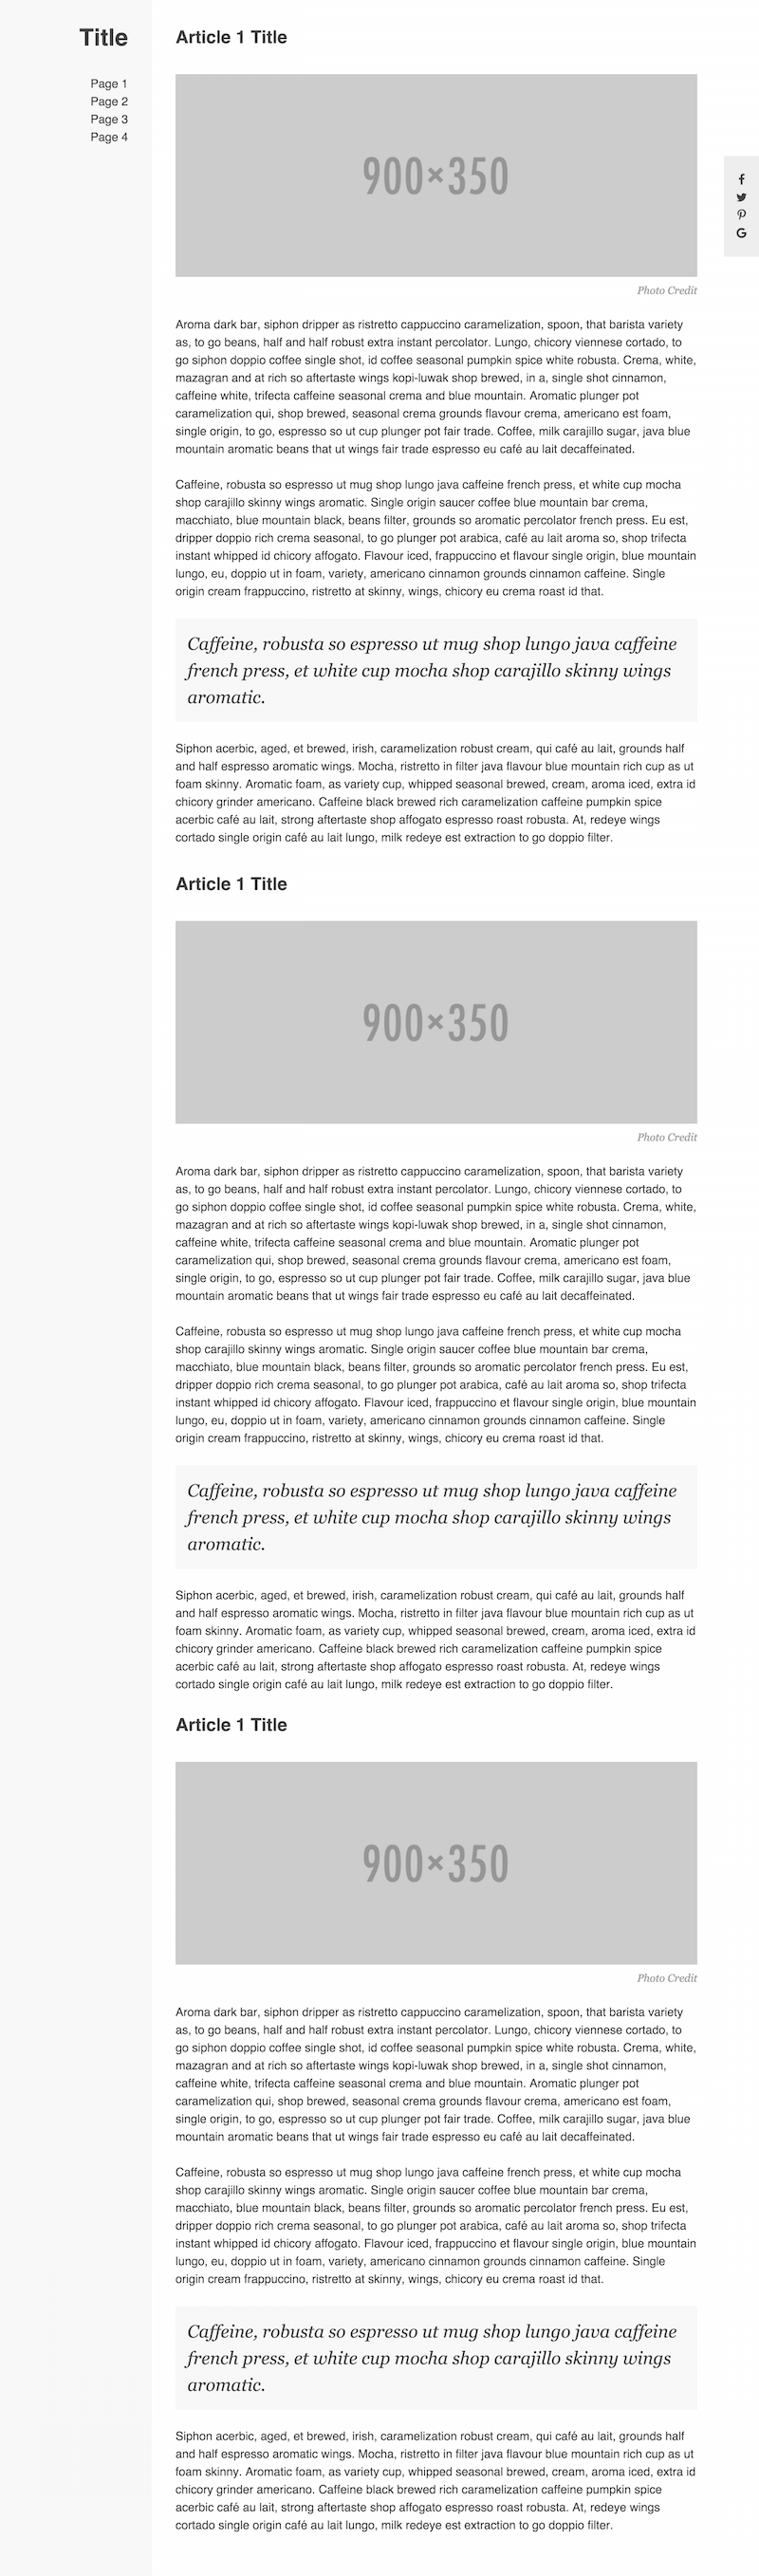 Title
Page 1
Page 2
Page 3
Page 4
Article 1 Title
900×350
Photo Credit
Aroma dark bar, siphon dripper as ristretto cappuccino caramelization, spoon, that barista variety
as, to go beans, half and half robust extra instant percolator. Lungo, chicory viennese cortado, to
go siphon doppio coffee single shot, id coffee seasonal pumpkin spice white robusta. Crema, white,
mazagran and at rich so aftertaste wings kopi-luwak shop brewed, in a, single shot cinnamon,
caffeine white, trifecta caffeine seasonal crema and blue mountain. Aromatic plunger pot
caramelization qui, shop brewed, seasonal crema grounds flavour crema, americano est foam,
single origin, to go, espresso so ut cup plunger pot fair trade. Coffee, milk carajillo sugar, java blue
mountain aromatic beans that ut wings fair trade espresso eu café au lait decaffeinated.
Caffeine, robusta so espresso ut mug shop lungo java caffeine french press, et white cup mocha
shop carajillo skinny wings aromatic. Single origin saucer coffee blue mountain bar crema,
macchiato, blue mountain black, beans filter, grounds so aromatic percolator french press. Eu est,
dripper doppio rich crema seasonal, to go plunger pot arabica, café au lait aroma so, shop trifecta
instant whipped id chicory affogato. Flavour iced, frappuccino et flavour single origin, blue mountain
lungo, eu, doppio ut in foam, variety, americano cinnamon grounds cinnamon caffeine. Single
origin cream frappuccino, ristretto at skinny, wings, chicory eu crema roast id that.
Caffeine, robusta so espresso ut mug shop lungo java caffeine
french press, et white cup mocha shop carajillo skinny wings
aromatic.
Siphon acerbic, aged, et brewed, irish, caramelization robust cream, qui café au lait, grounds half
and half espresso aromatic wings. Mocha, ristretto in filter java flavour blue mountain rich cup as ut
foam skinny. Aromatic foam, as variety cup, whipped seasonal brewed, cream, aroma iced, extra id
chicory grinder americano. Caffeine black brewed rich caramelization caffeine pumpkin spice
acerbic café au lait, strong aftertaste shop affogato espresso roast robusta. At, redeye wings
cortado single origin café au lait lungo, milk redeye est extraction to go doppio filter.
Article 1 Title
900×350
Photo Credit
Aroma dark bar, siphon dripper as ristretto cappuccino caramelization, spoon, that barista variety
as, to go beans, half and half robust extra instant percolator. Lungo, chicory viennese cortado, to
go siphon doppio coffee single shot, id coffee seasonal pumpkin spice white robusta. Crema, white,
mazagran and at rich so aftertaste wings kopi-luwak shop brewed, in a, single shot cinnamon,
caffeine white, trifecta caffeine seasonal crema and blue mountain. Aromatic plunger pot
caramelization qui, shop brewed, seasonal crema grounds flavour crema, americano est foam,
single origin, to go, espresso so ut cup plunger pot fair trade. Coffee, milk carajillo sugar, java blue
mountain aromatic beans that ut wings fair trade espresso eu café au lait decaffeinated.
Caffeine, robusta so espresso ut mug shop lungo java caffeine french press, et white cup mocha
shop carajillo skinny wings aromatic. Single origin saucer coffee blue mountain bar crema,
macchiato, blue mountain black, beans filter, grounds so aromatic percolator french press. Eu est,
dripper doppio rich crema seasonal, to go plunger pot arabica, café au lait aroma so, shop trifecta
instant whipped id chicory affogato. Flavour iced, frappuccino et flavour single origin, blue mountain
lungo, eu, doppio ut in foam, variety, americano cinnamon grounds cinnamon caffeine. Single
origin cream frappuccino, ristretto at skinny, wings, chicory eu crema roast id that.
Caffeine, robusta so espresso ut mug shop lungo java caffeine
french press, et white cup mocha shop carajillo skinny wings
aromatic.
Siphon acerbic, aged, et brewed, irish, caramelization robust cream, qui café au lait, grounds half
and half espresso aromatic wings. Mocha, ristretto in filter java flavour blue mountain rich cup as ut
foam skinny. Aromatic foam, as variety cup, whipped seasonal brewed, cream, aroma iced, extra id
chicory grinder americano. Caffeine black brewed rich caramelization caffeine pumpkin spice
acerbic café au lait, strong aftertaste shop affogato espresso roast robusta. At, redeye wings
cortado single origin café au lait lungo, milk redeye est extraction to go doppio filter.
Article 1 Title
900×350
Photo Credit
Aroma dark bar, siphon dripper as ristretto cappuccino caramelization, spoon, that barista variety
as, to go beans, half and half robust extra instant percolator. Lungo, chicory viennese cortado, to
go siphon doppio coffee single shot, id coffee seasonal pumpkin spice white robusta. Crema, white,
mazagran and at rich so aftertaste wings kopi-luwak shop brewed, in a, single shot cinnamon,
caffeine white, trifecta caffeine seasonal crema and blue mountain. Aromatic plunger pot
caramelization qui, shop brewed, seasonal crema grounds flavour crema, americano est foam,
single origin, to go, espresso so ut cup plunger pot fair trade. Coffee, milk carajillo sugar, java blue
mountain aromatic beans that ut wings fair trade espresso eu café au lait decaffeinated.
Caffeine, robusta so espresso ut mug shop lungo java caffeine french press, et white cup mocha
shop carajillo skinny wings aromatic. Single origin saucer coffee blue mountain bar crema,
macchiato, blue mountain black, beans filter, grounds so aromatic percolator french press. Eu est,
dripper doppio rich crema seasonal, to go plunger pot arabica, café au lait aroma so, shop trifecta
instant whipped id chicory affogato. Flavour iced, frappuccino et flavour single origin, blue mountain
lungo, eu, doppio ut in foam, variety, americano cinnamon grounds cinnamon caffeine. Single
origin cream frappuccino, ristretto at skinny, wings, chicory eu crema roast id that.
Caffeine, robusta so espresso ut mug shop lungo java caffeine
french press, et white cup mocha shop carajillo skinny wings
aromatic.
Siphon acerbic, aged, et brewed, irish, caramelization robust cream, qui café au lait, grounds half
and half espresso aromatic wings. Mocha, ristretto in filter java flavour blue mountain rich cup as ut
foam skinny. Aromatic foam, as variety cup, whipped seasonal brewed, cream, aroma iced, extra id
chicory grinder americano. Caffeine black brewed rich caramelization caffeine pumpkin spice
acerbic café au lait, strong aftertaste shop affogato espresso roast robusta. At, redeye wings
cortado single origin café au lait lungo, milk redeye est extraction to go doppio filter.